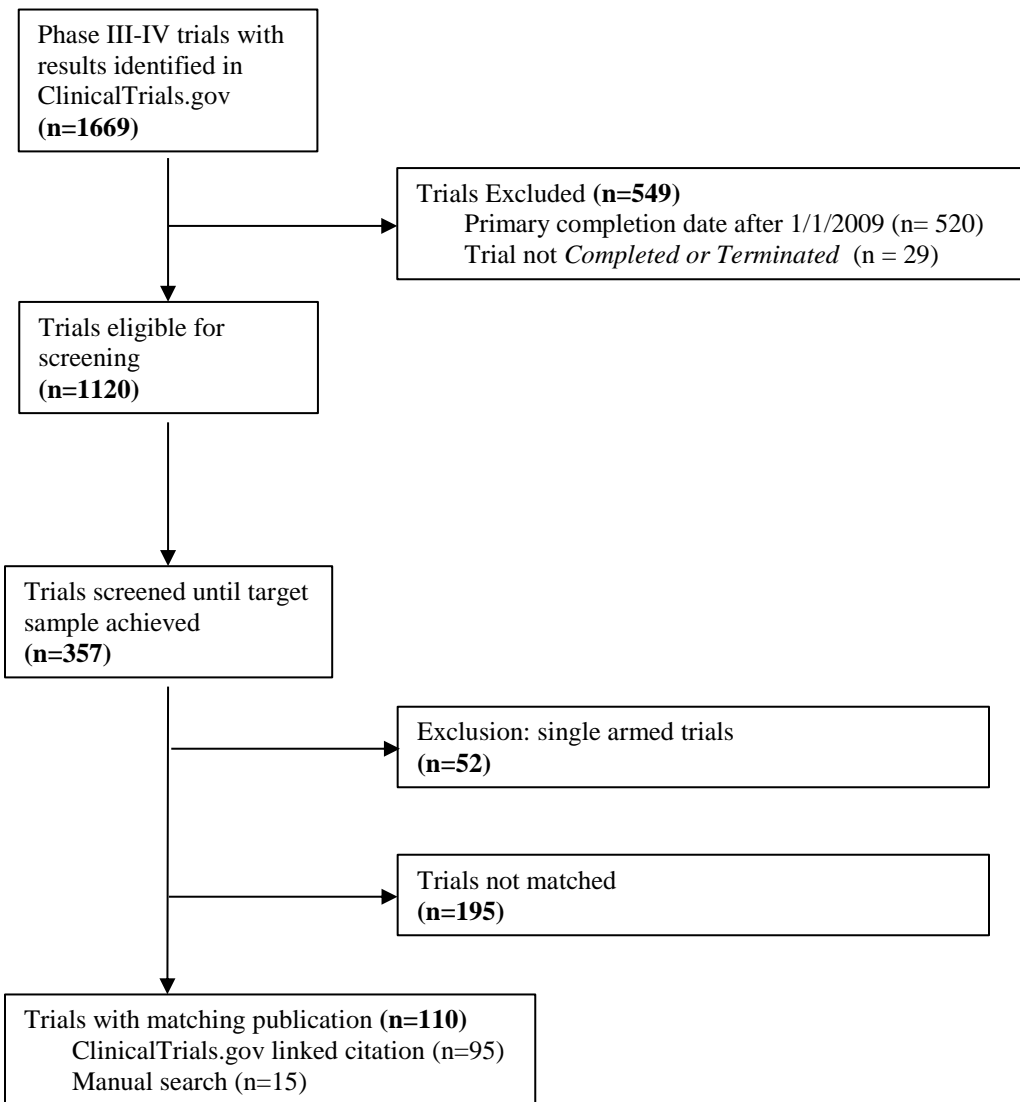 Phase III-IV trials with
results identified in
ClinicalTrials.gov
(n=1669)
Trials Excluded (n=549)
Primary completion date after 1/1/2009 (n= 520)
Trial not Completed or Terminated (n = 29)
Trials eligible for
screening
(n=1120)
Trials screened until target
sample achieved
(n=357)
Exclusion: single armed trials
(n=52)
Trials not matched
(n=195)
Trials with matching publication (n=110)
ClinicalTrials.gov linked citation (n=95)
Manual search (n=15)